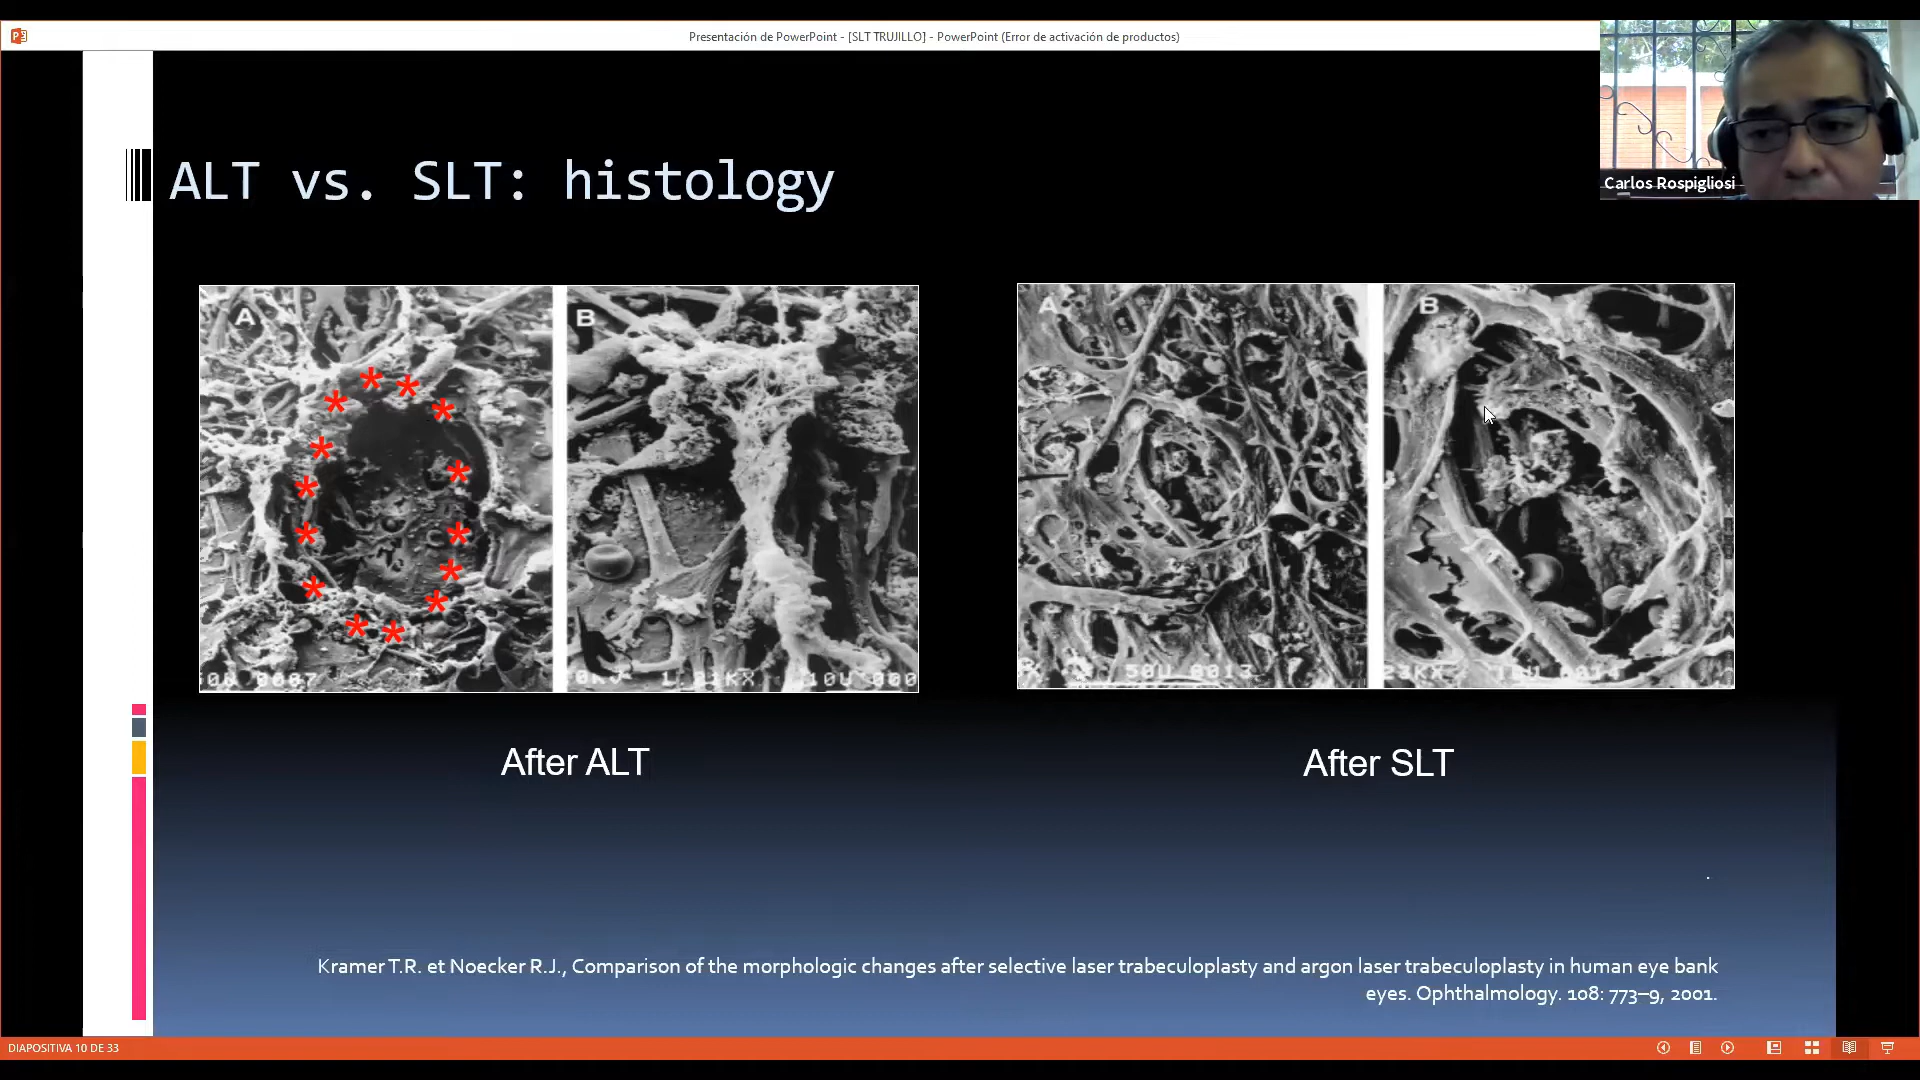 Presentación de PowerPoint - [SLT TRUJILLO] - PowerPoint (Error de activación de productos)
Carlos Rospigliosi
ALT vs. SLT: histology
A
B
A
B
50U 0013
After ALT
After SLT
Kramer T.R. et Noecker R.J., Comparison of the morphologic changes after selective laser trabeculoplasty and argon laser trabeculoplasty in human eye bank
eyes. Ophthalmology. 108: 773–9, 2001.
DIAPOSITIVA 10 DE 33